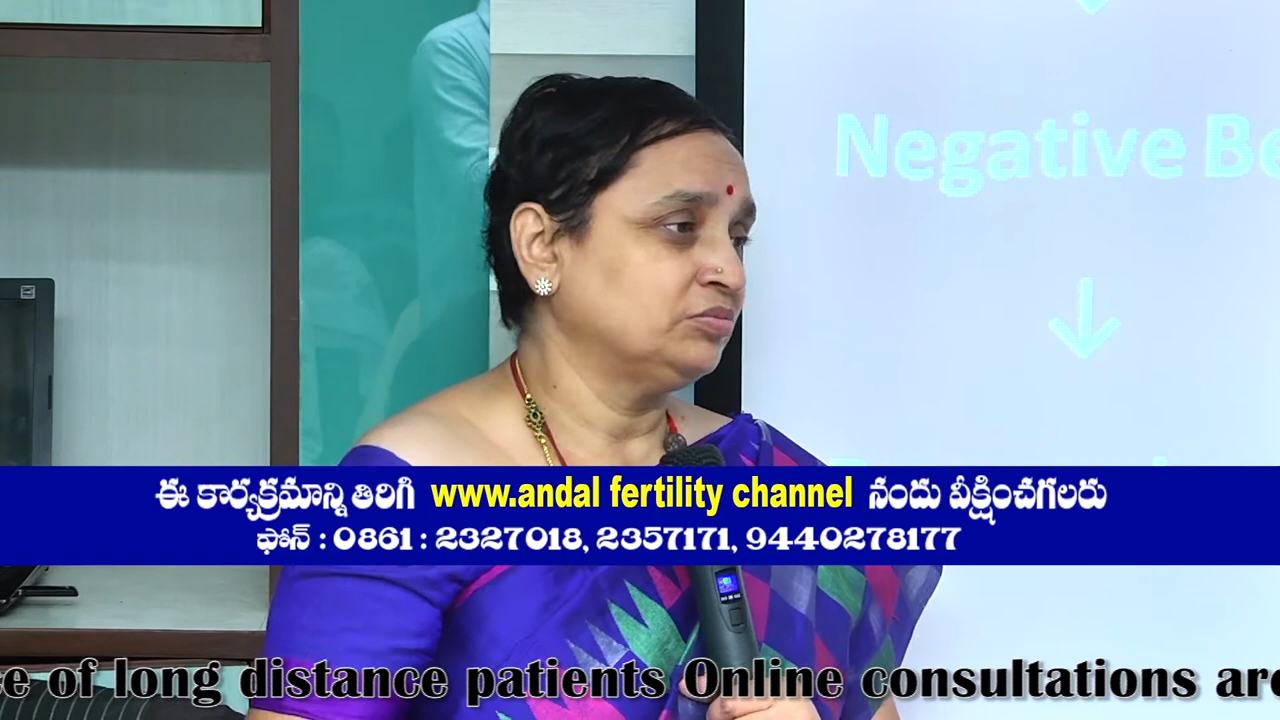 Negative Be
ఈ కార్యక్రమాన్ని తిరిగి www.andal fertility channel నందు వీక్షించగలరు
ఫోన్ : 0861 : 2327018, 2357171, 9440278177
of long distance patients Online consultations are